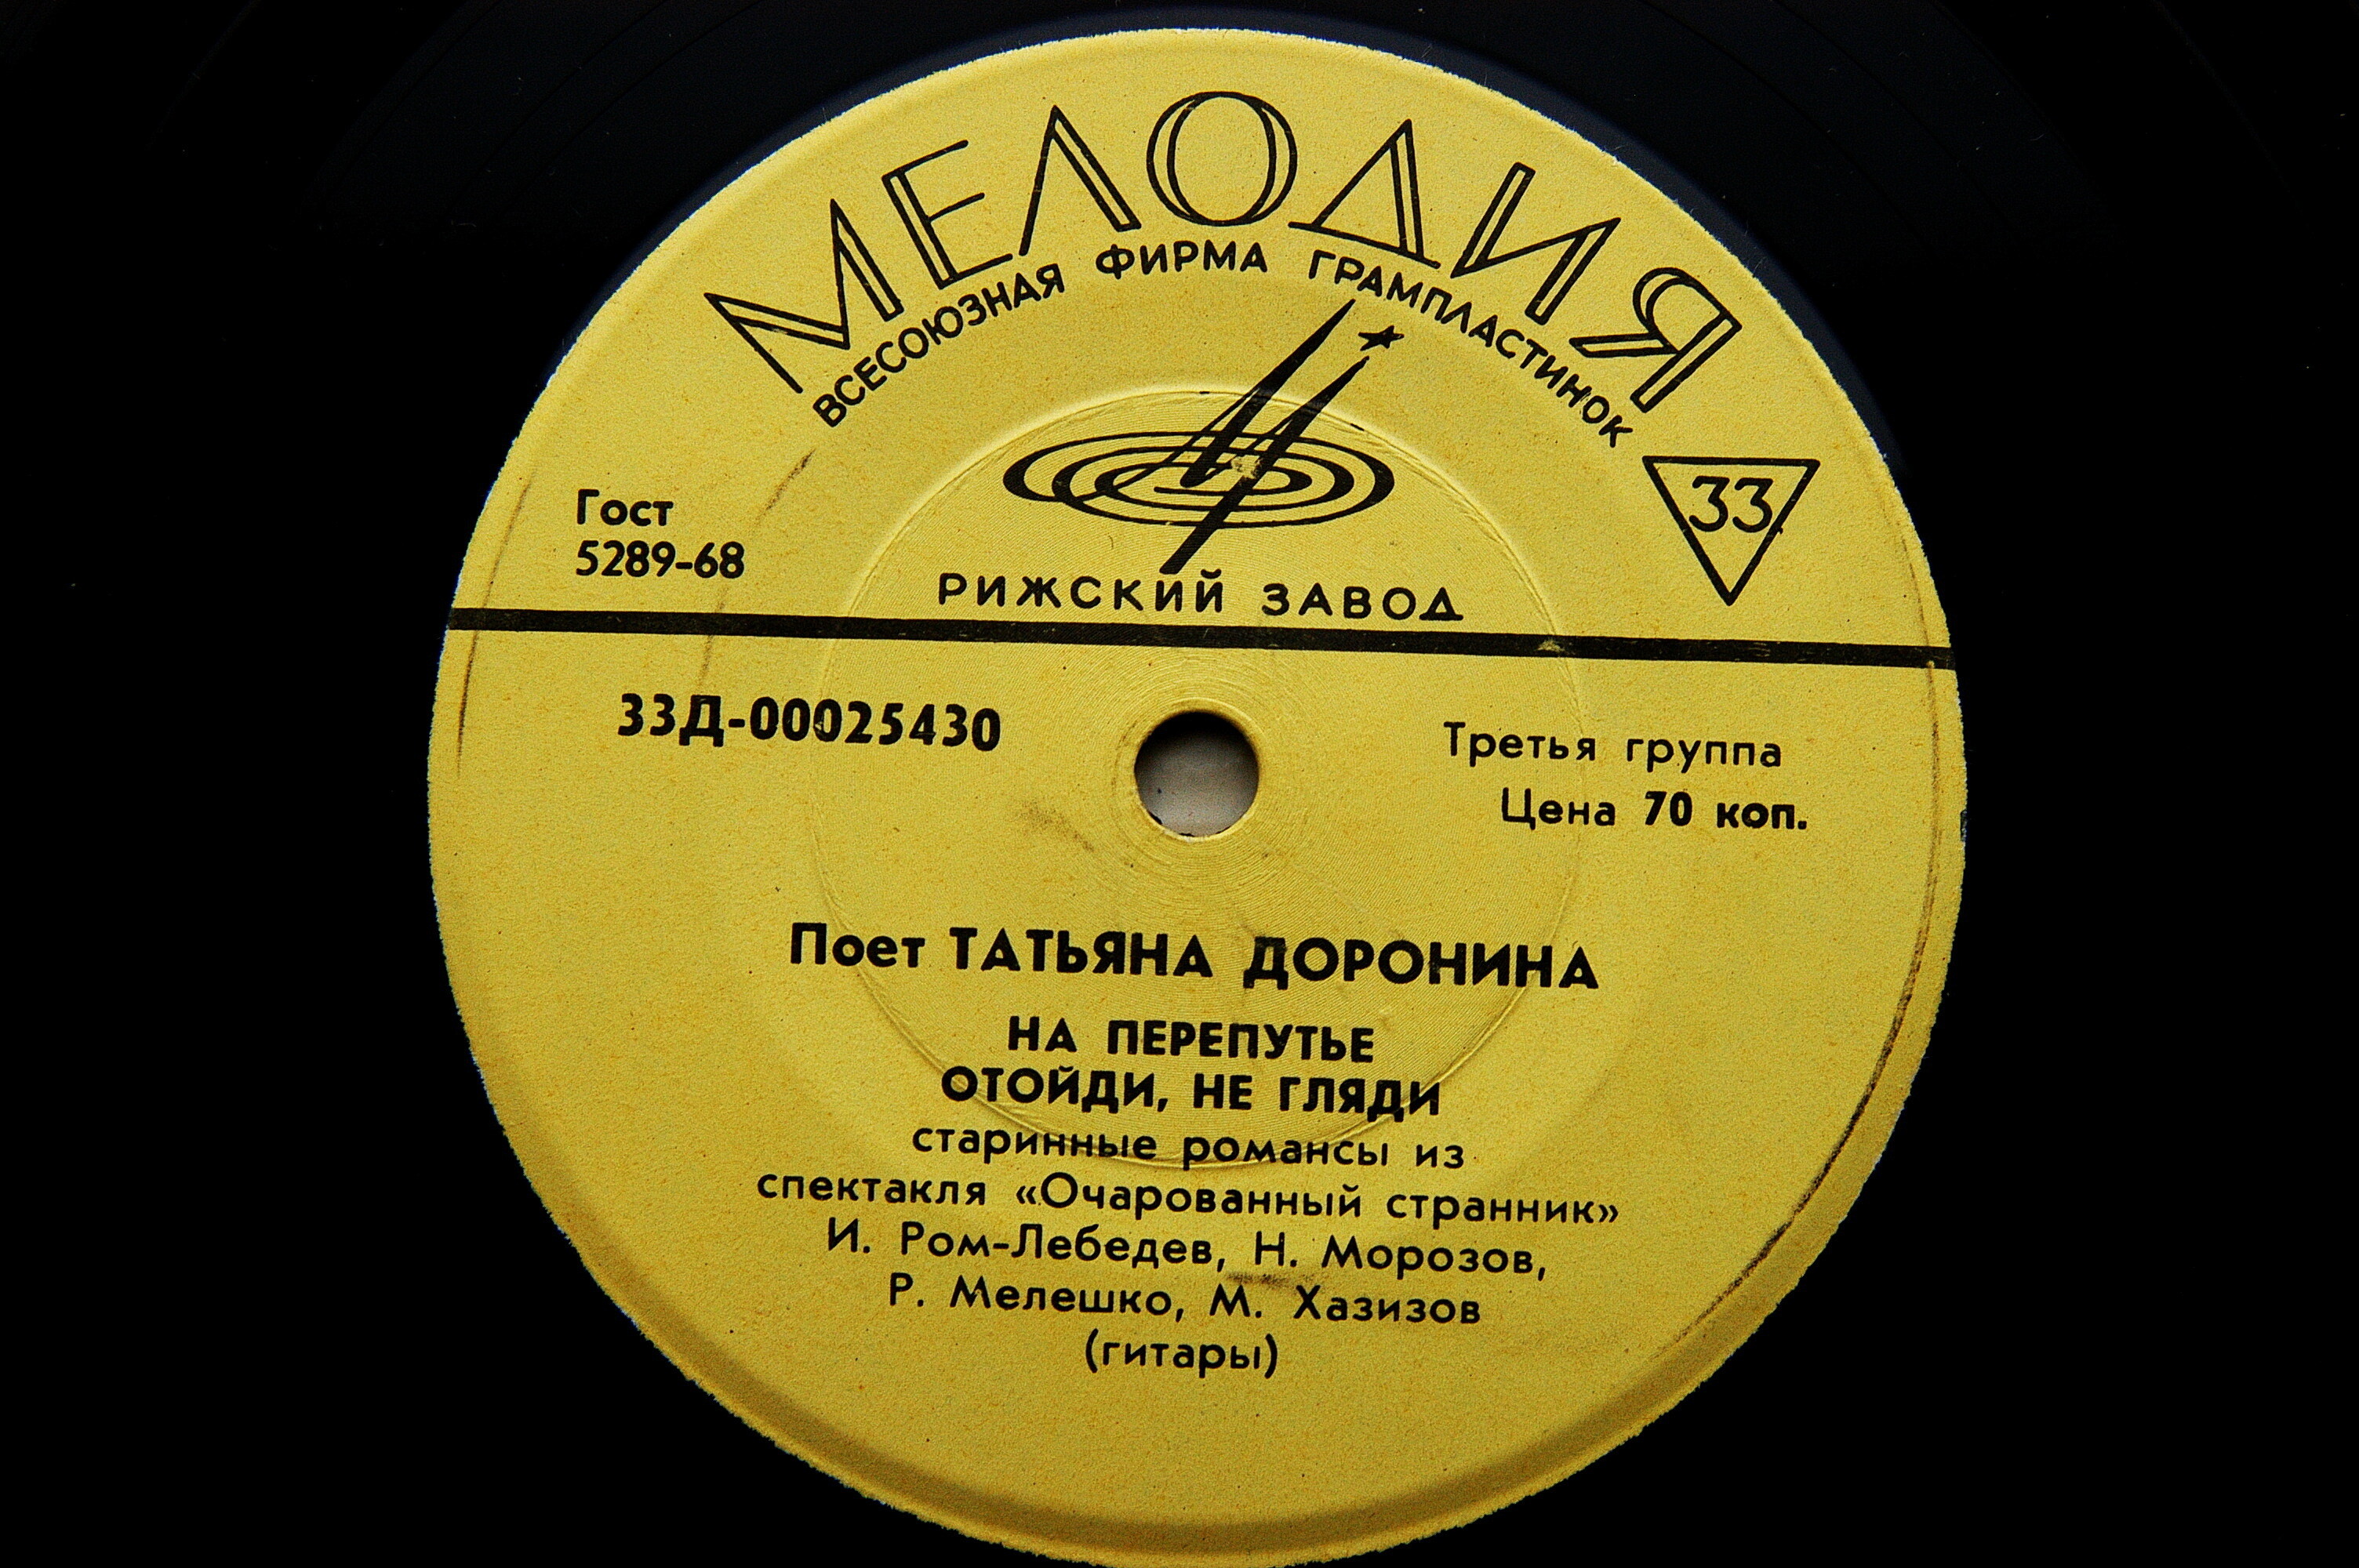 МЕЛОДИЯ
ВСЕСОЮЗНАЯ ФИРМА ГРАМПЛАСТИНОК
33
Гост
5289-68
РИЖСКИЙ ЗАВОД
33Д-00025430
Третья группа
Цена 70 коп.
Поет ТАТЬЯНА ДОРОНИНА
НА ПЕРЕПУТЬЕ
ОТОЙДИ, НЕ ГЛЯДИ
старинные романсы из
спектакля «Очарованный странник»
И. Ром-Лебедев, Н. Морозов,
Р. Мелешко, М. Хазизов
(гитары)